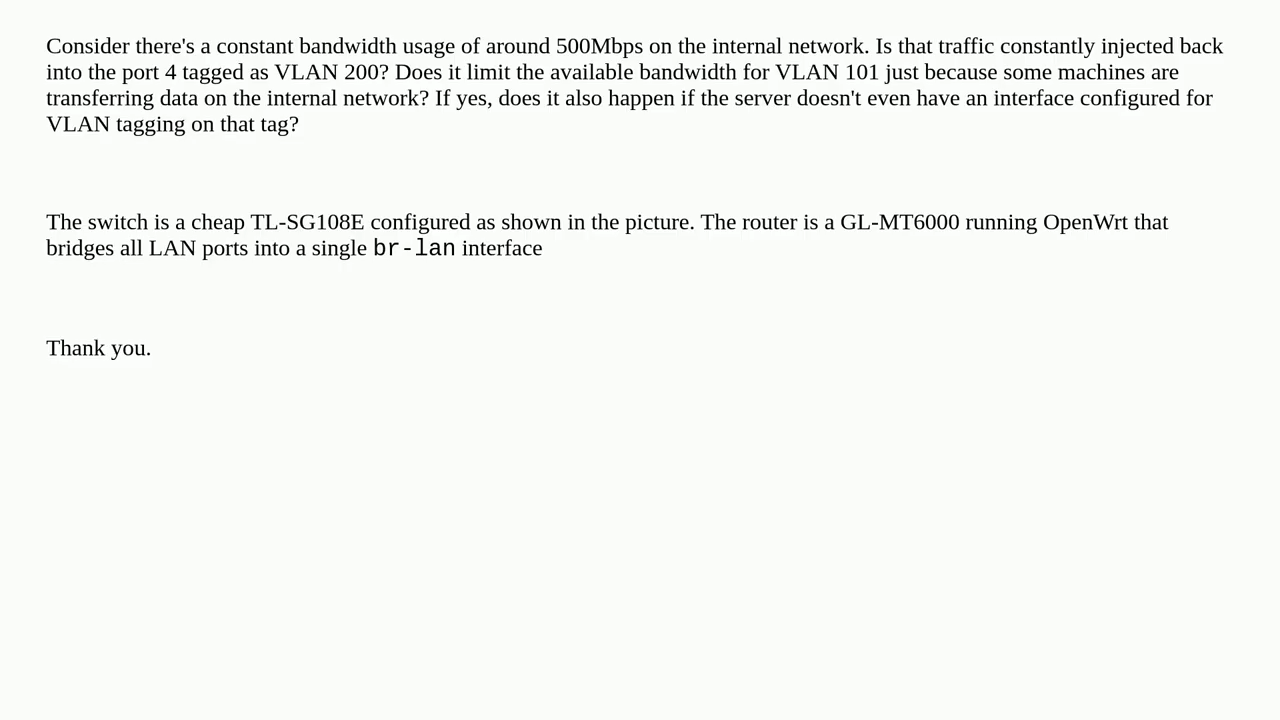 Consider there's a constant bandwidth usage of around 500Mbps on the internal network. Is that traffic constantly injected back
into the port 4 tagged as VLAN 200? Does it limit the available bandwidth for VLAN 101 just because some machines are
transferring data on the internal network? If yes, does it also happen if the server doesn't even have an interface configured for
VLAN tagging on that tag?
The switch is a cheap TL-SG108E configured as shown in the picture. The router is a GL-MT6000 running OpenWrt that
bridges all LAN ports into a single br-lan interface
Thank you.